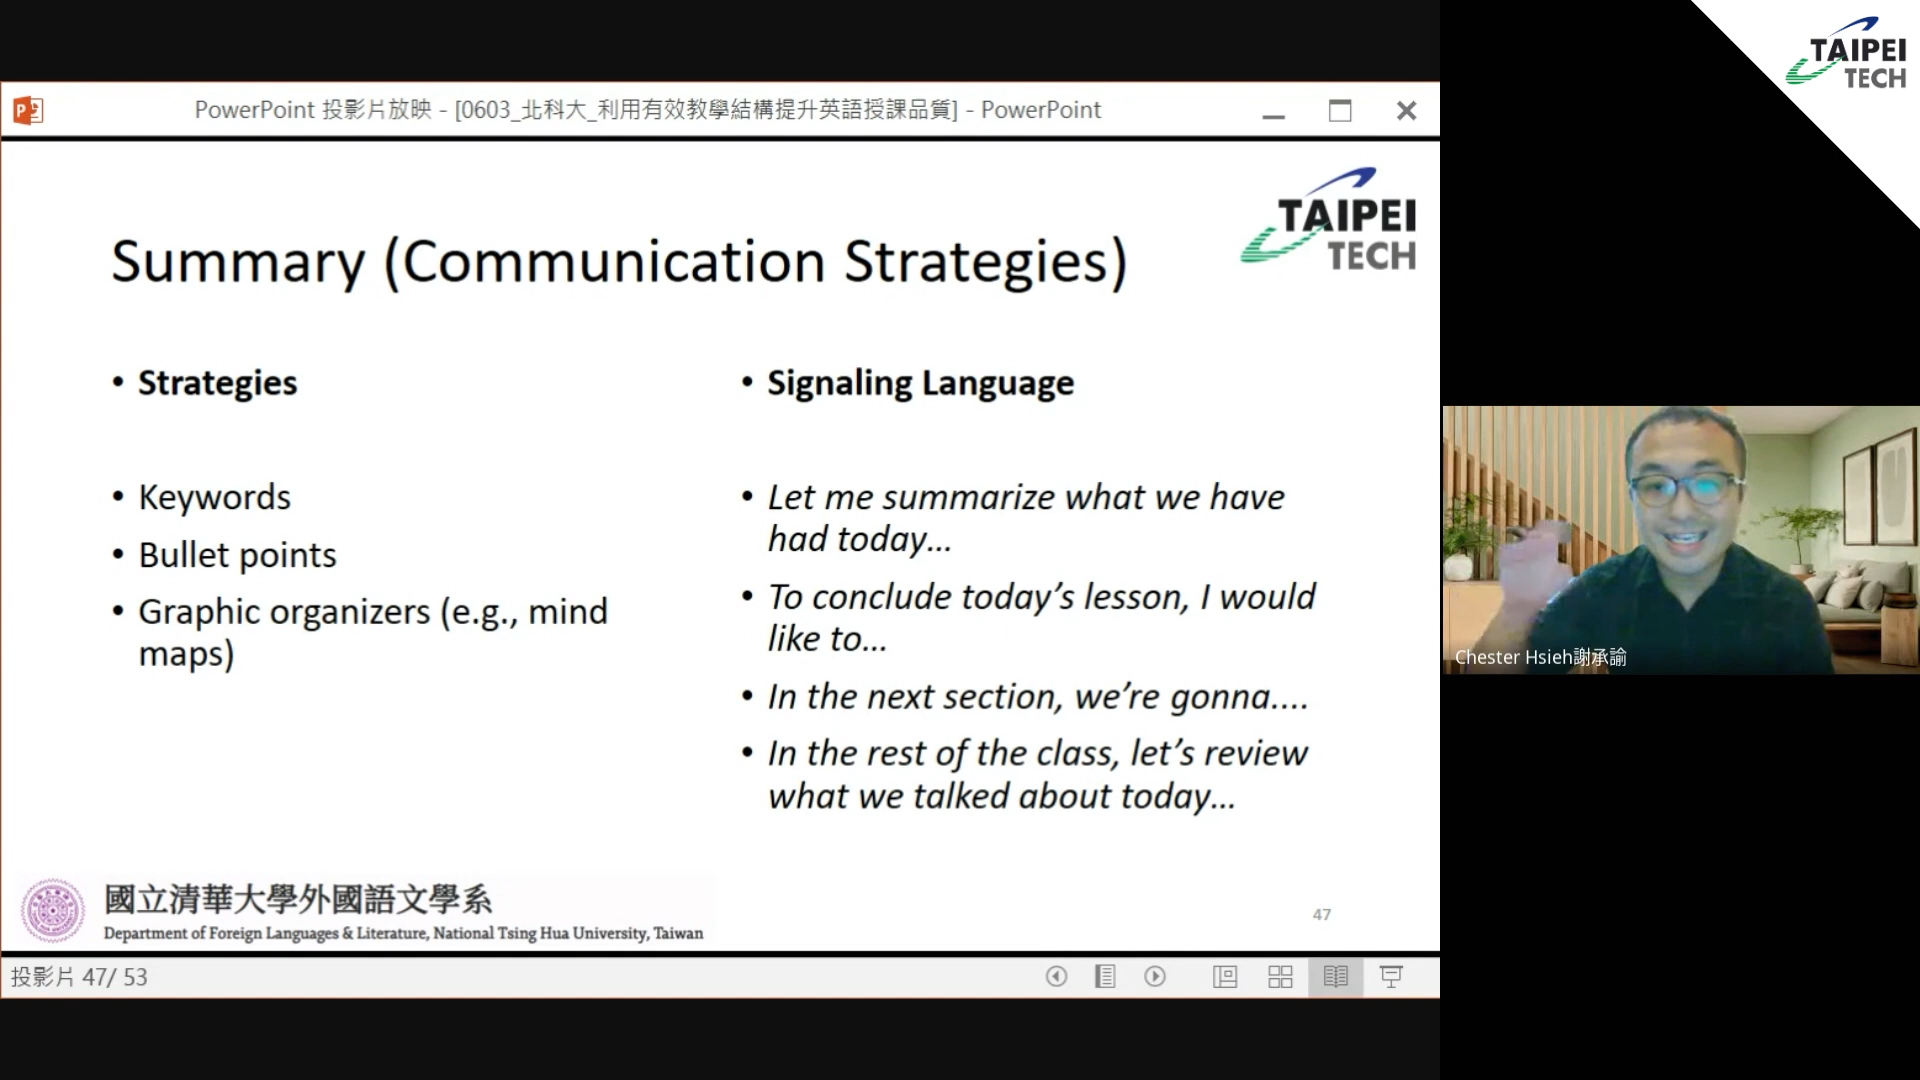 TAIPEI
TECH
PowerPoint 投影片放映 - [0603_北科大_利用有效教學結構提升英語授課品質] - PowerPoint
TAIPEI
TECH
Summary (Communication Strategies)
• Strategies
• Keywords
• Bullet points
• Graphic organizers (e.g., mind
maps)
• Signaling Language
• Let me summarize what we have
had today…
• To conclude today’s lesson, I would
like to…
• In the next section, we’re gonna….
• In the rest of the class, let’s review
what we talked about today…
Chester Hsieh謝承諭
國立清華大學外國語文學系
Department of Foreign Languages & Literature, National Tsing Hua University, Taiwan
47
投影片 47/ 53